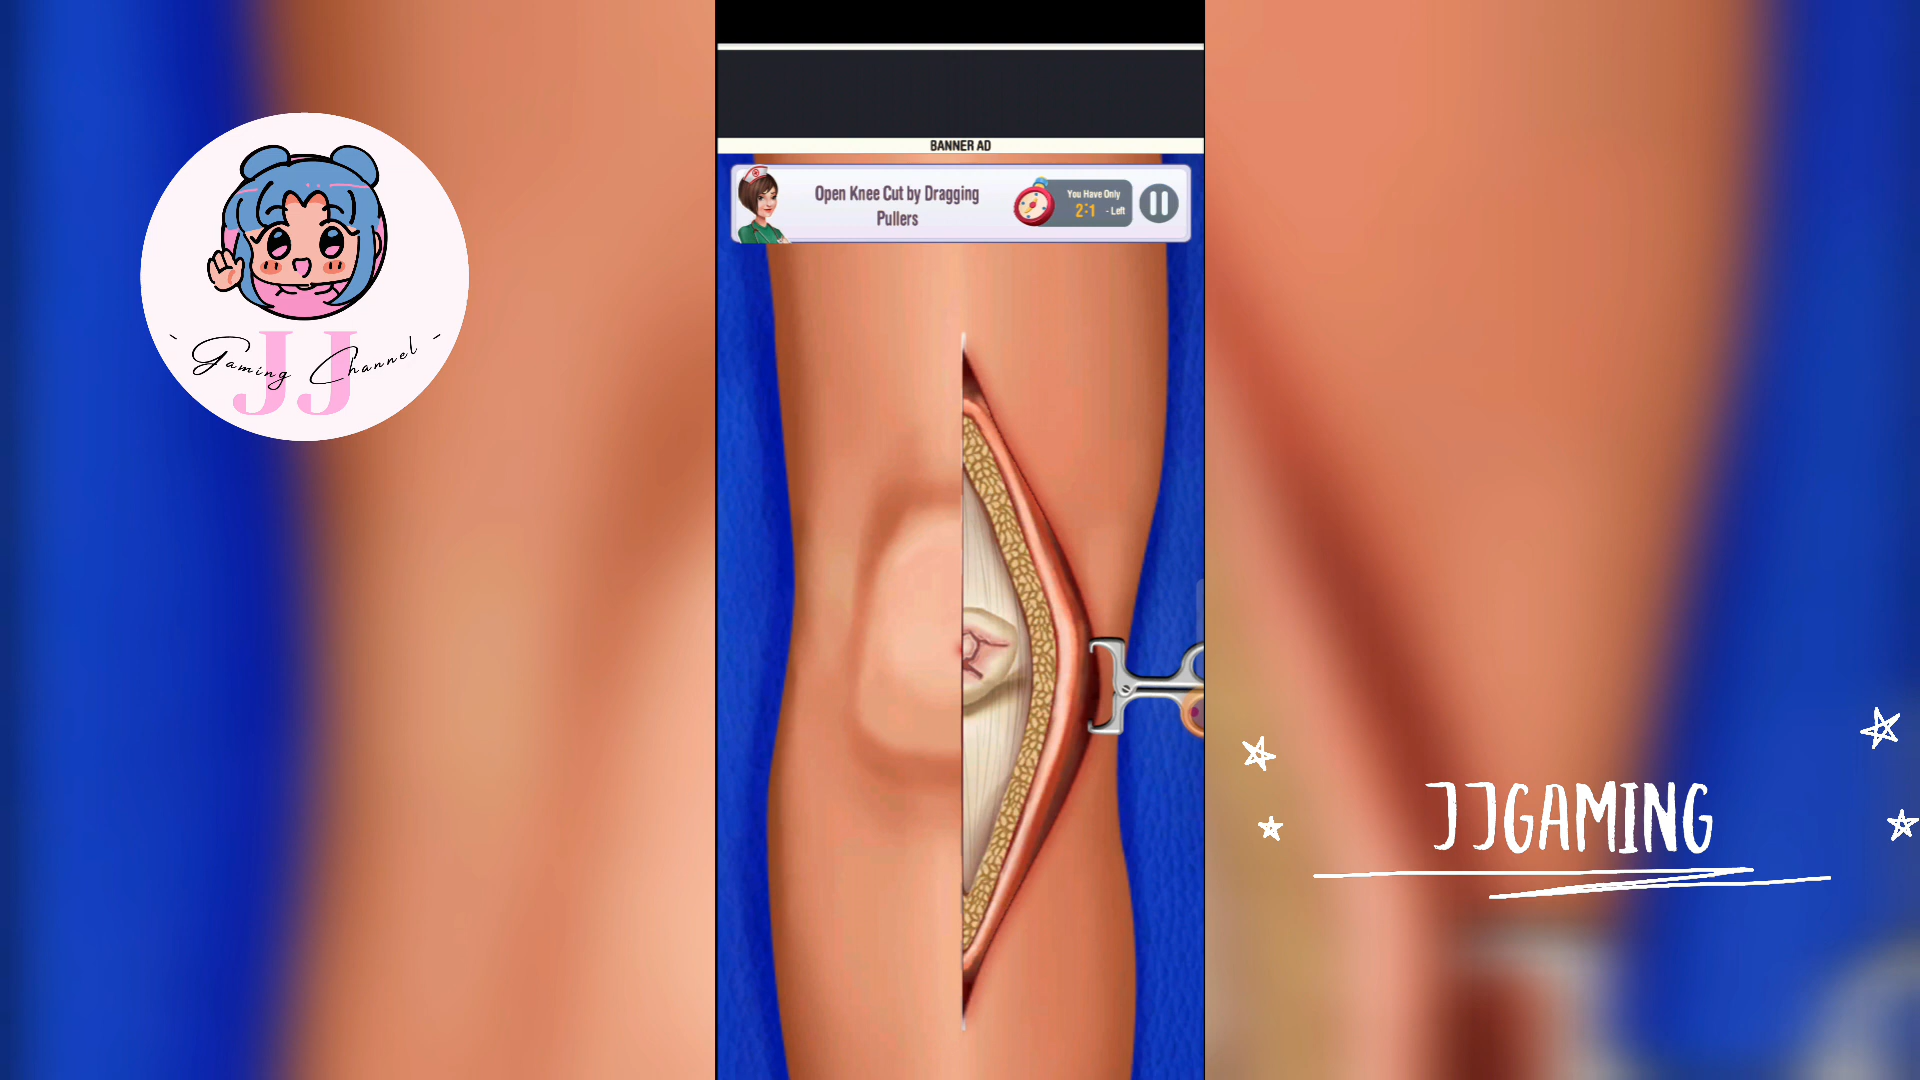 BANNER AD
Open Knee Cut by Dragging
Pullers
You Have Only
2:1 - Left
- Gaming Channel -
JJ
JJGAMING